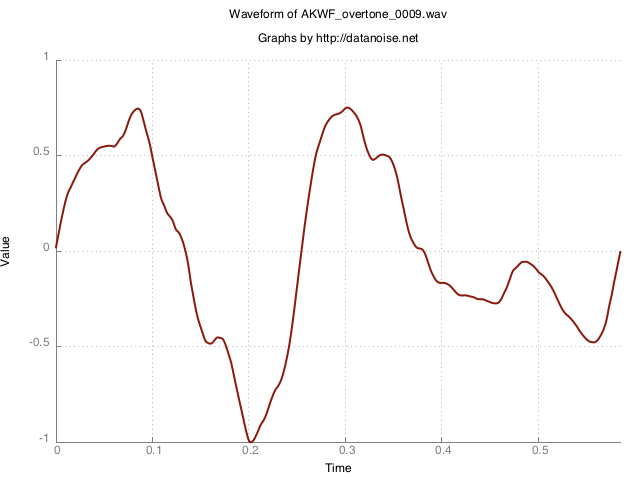 Waveform of AKWF_overtone_0009.wav
Graphs by http://datanoise.net
1
0.5
0
-0.5
-1
Value
0 0.1 0.2 0.3 0.4 0.5
Time